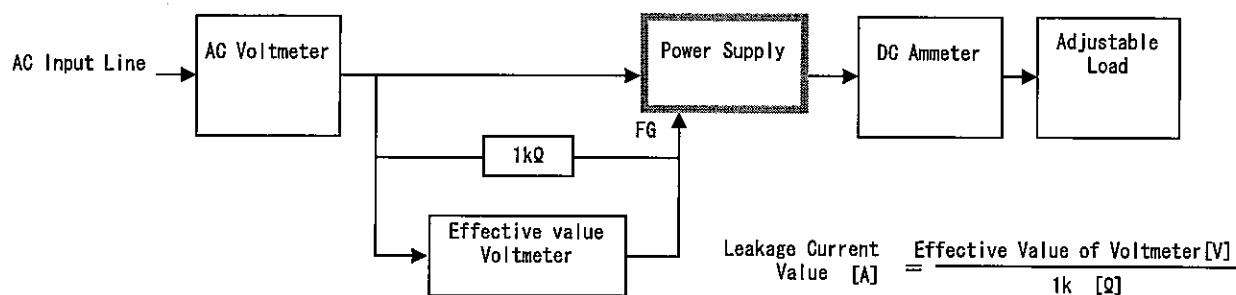 AC Input Line
AC Voltmeter
Power Supply
DC Ammeter
Adjustable
Load
FG
1kΩ
Effective value
Voltmeter
Leakage Current
Value [A]
=
Effective Value of Voltmeter[V]
1k [Ω]